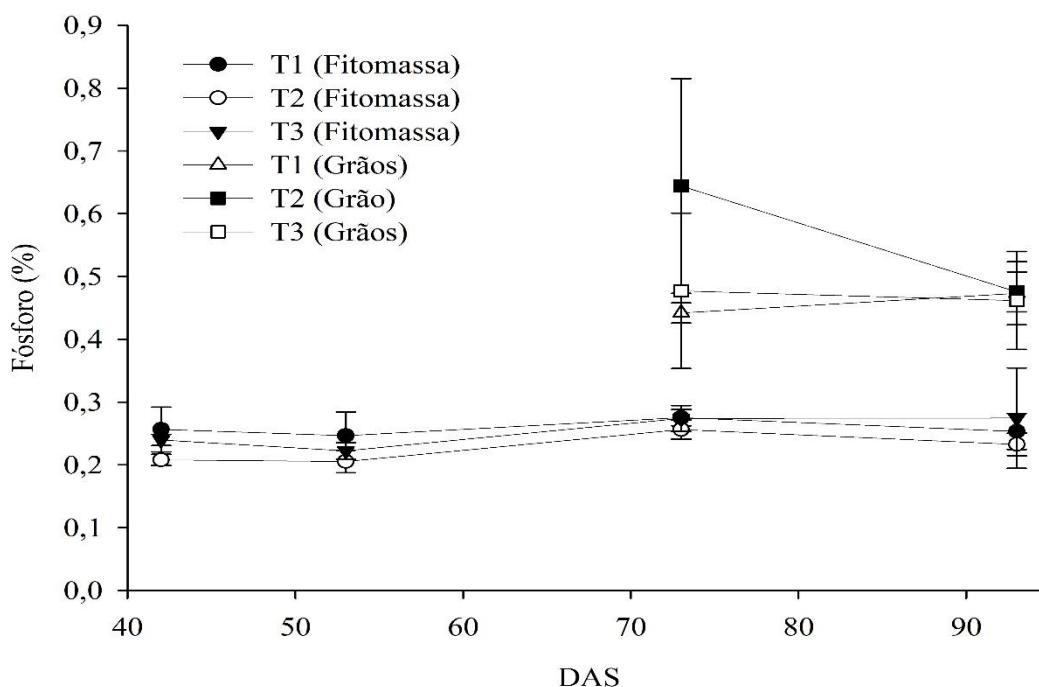 0,9
0,8
0,7
0,6
0,5
0,4
0,3
0,2
0,1
0,0
Fósforo (%)
T1 (Fitomassa)
T2 (Fitomassa)
T3 (Fitomassa)
T1 (Grãos)
T2 (Grão)
T3 (Grãos)
40 50 60 70 80 90
DAS